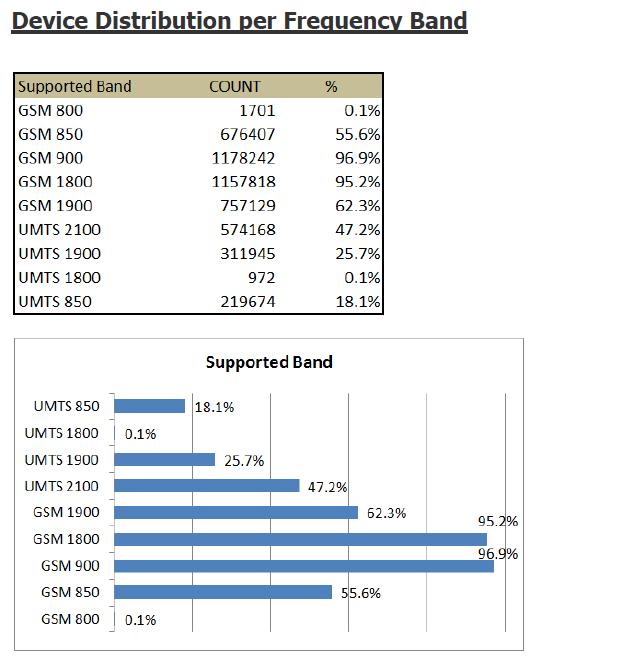 Device Distribution per Frequency Band
Supported Band COUNT %
GSM 800 1701 0.1%
GSM 850 676407 55.6%
GSM 900 1178242 96.9%
GSM 1800 1157818 95.2%
GSM 1900 757129 62.3%
UMTS 2100 574168 47.2%
UMTS 1900 311945 25.7%
UMTS 1800 972 0.1%
UMTS 850 219674 18.1%
Supported Band
UMTS 850 18.1%
UMTS 1800 0.1%
UMTS 1900 25.7%
UMTS 2100 47.2%
GSM 1900 62.3%
GSM 1800 95.2%
GSM 900 96.9%
GSM 850 55.6%
GSM 800 0.1%